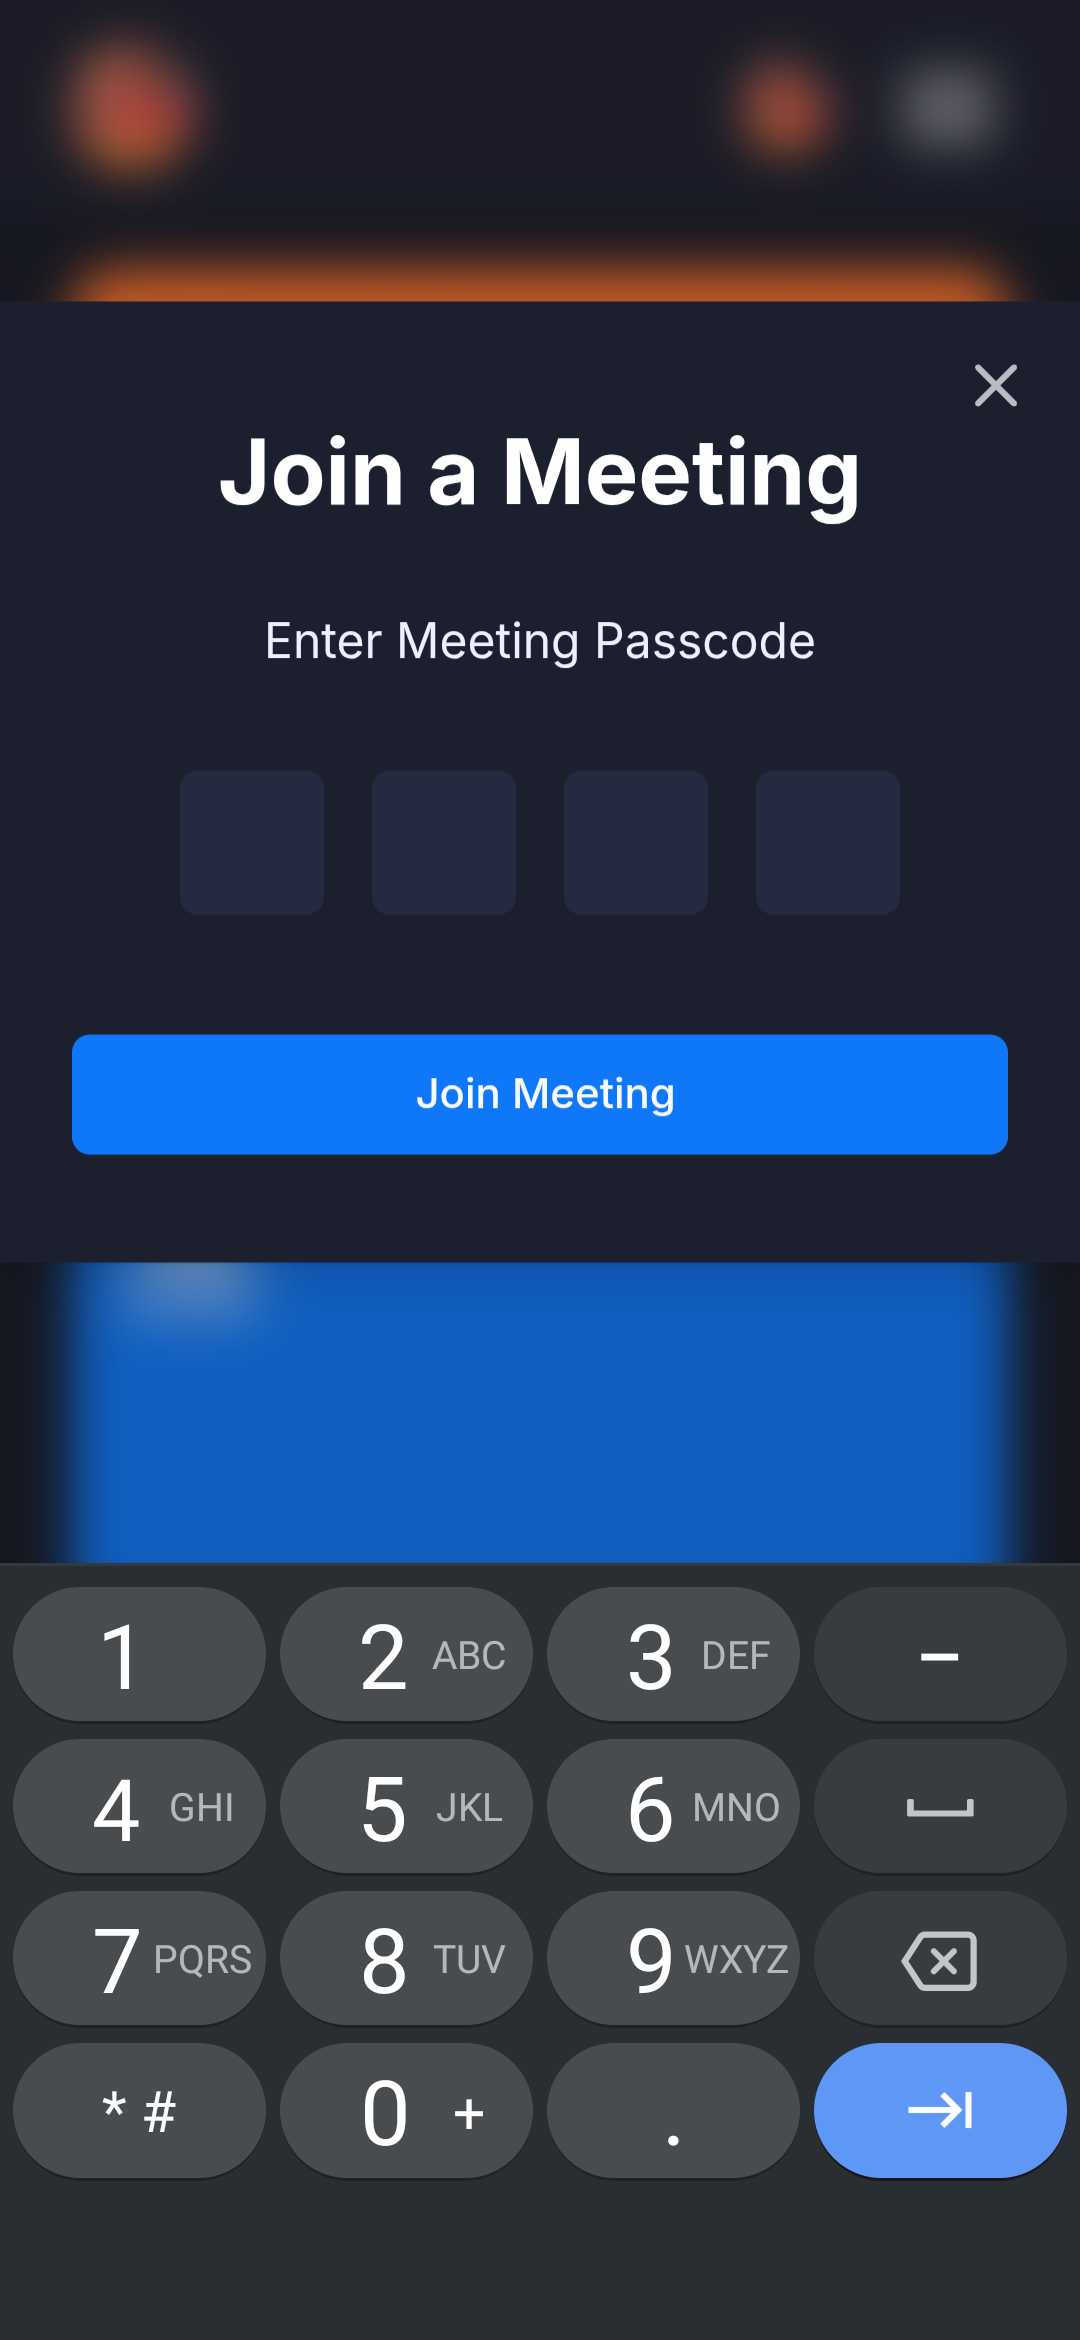 Join a Meeting
Enter Meeting Passcode
Join Meeting
1 2 ABC 3 DEF –
4 GHI 5 JKL 6 MNO
7 PQRS 8 TUV 9 WXYZ
* # 0 + .